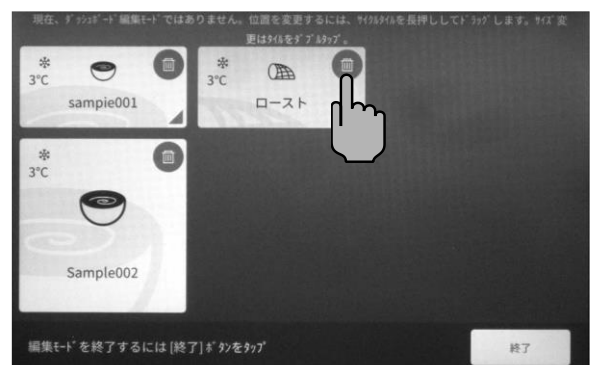 現在、ﾀﾞｯｼｭﾎﾞｰﾄﾞ編集ﾓｰﾄﾞではありません。位置を変更するには、ｻｲｸﾙﾀｲﾙを長押ししてﾄﾞﾗｯｸﾞします。ｻｲｽﾞ変
更はﾀｲﾙをﾀﾞﾌﾞﾙﾀｯﾌﾟ。
3°C
sampie001
3°C
ロースト
3°C
Sample002
編集ﾓｰﾄﾞを終了するには [終了] ﾎﾞﾀﾝをﾀｯﾌﾟ
終了